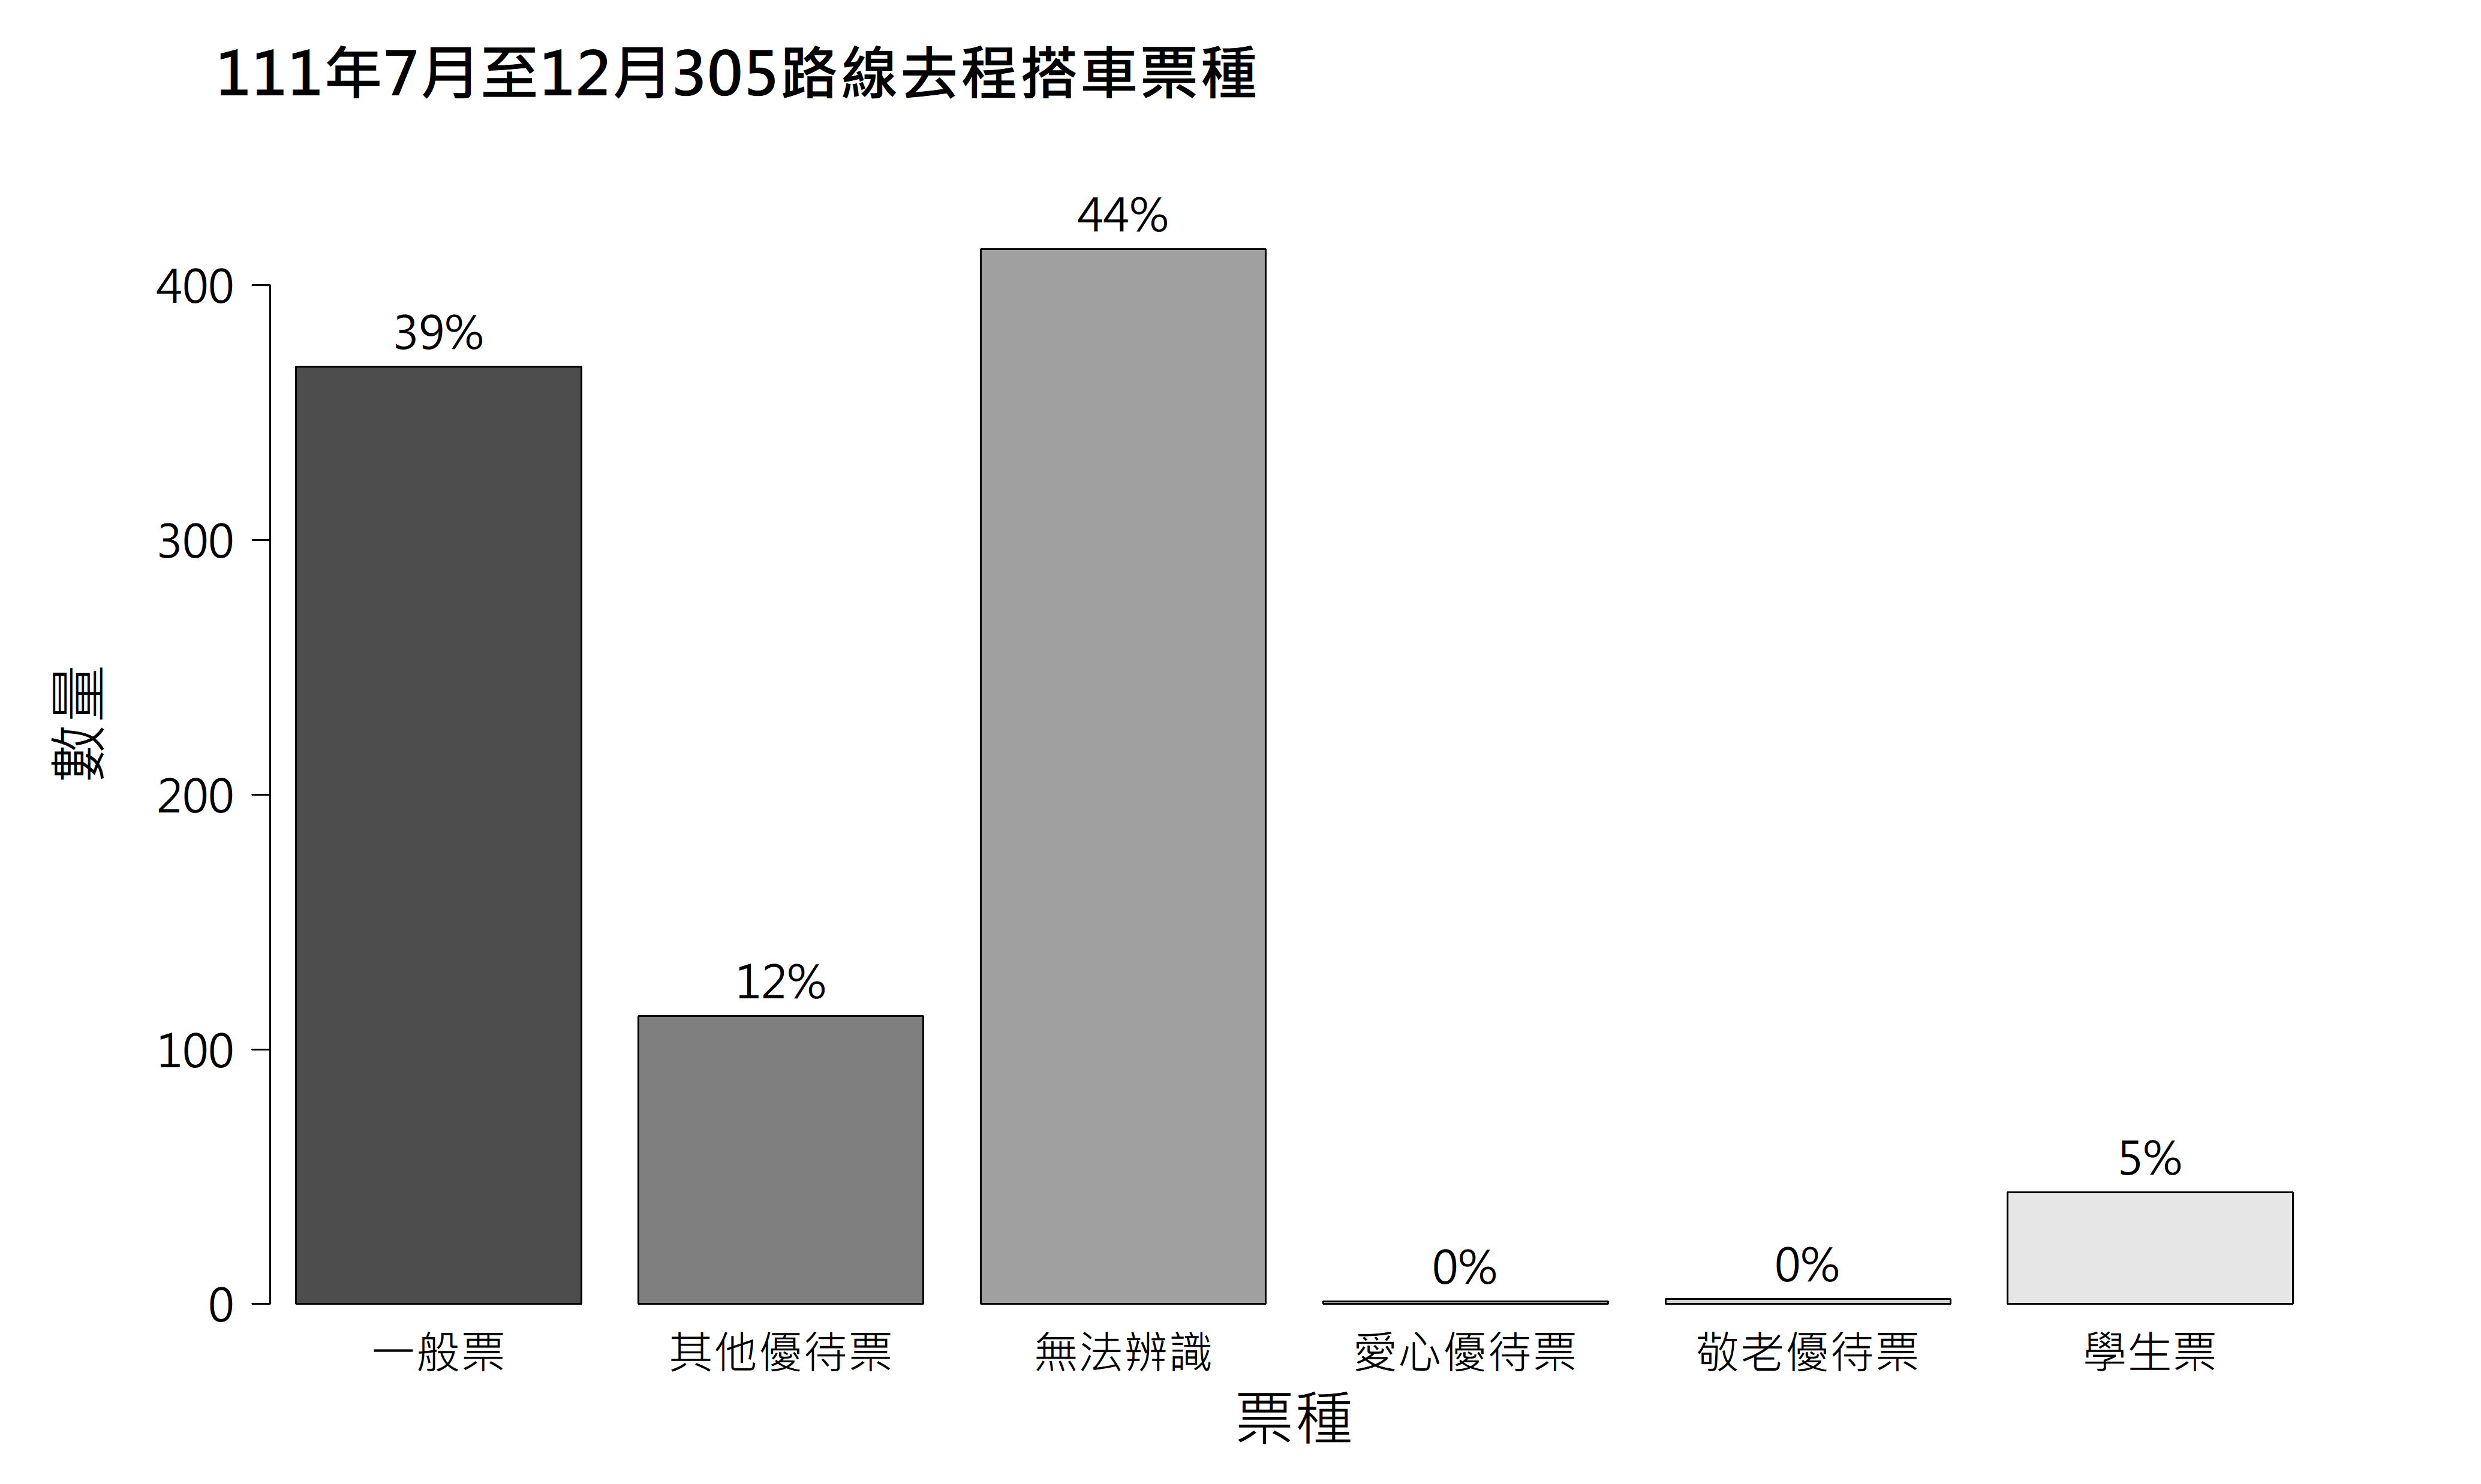 111年7月至12月305路線去程搭車票種
44%
400
39%
300
數量
200
12%
100
5%
0%
0%
0
一般票
其他優待票
無法辨識
愛心優待票
敬老優待票
學生票
票種